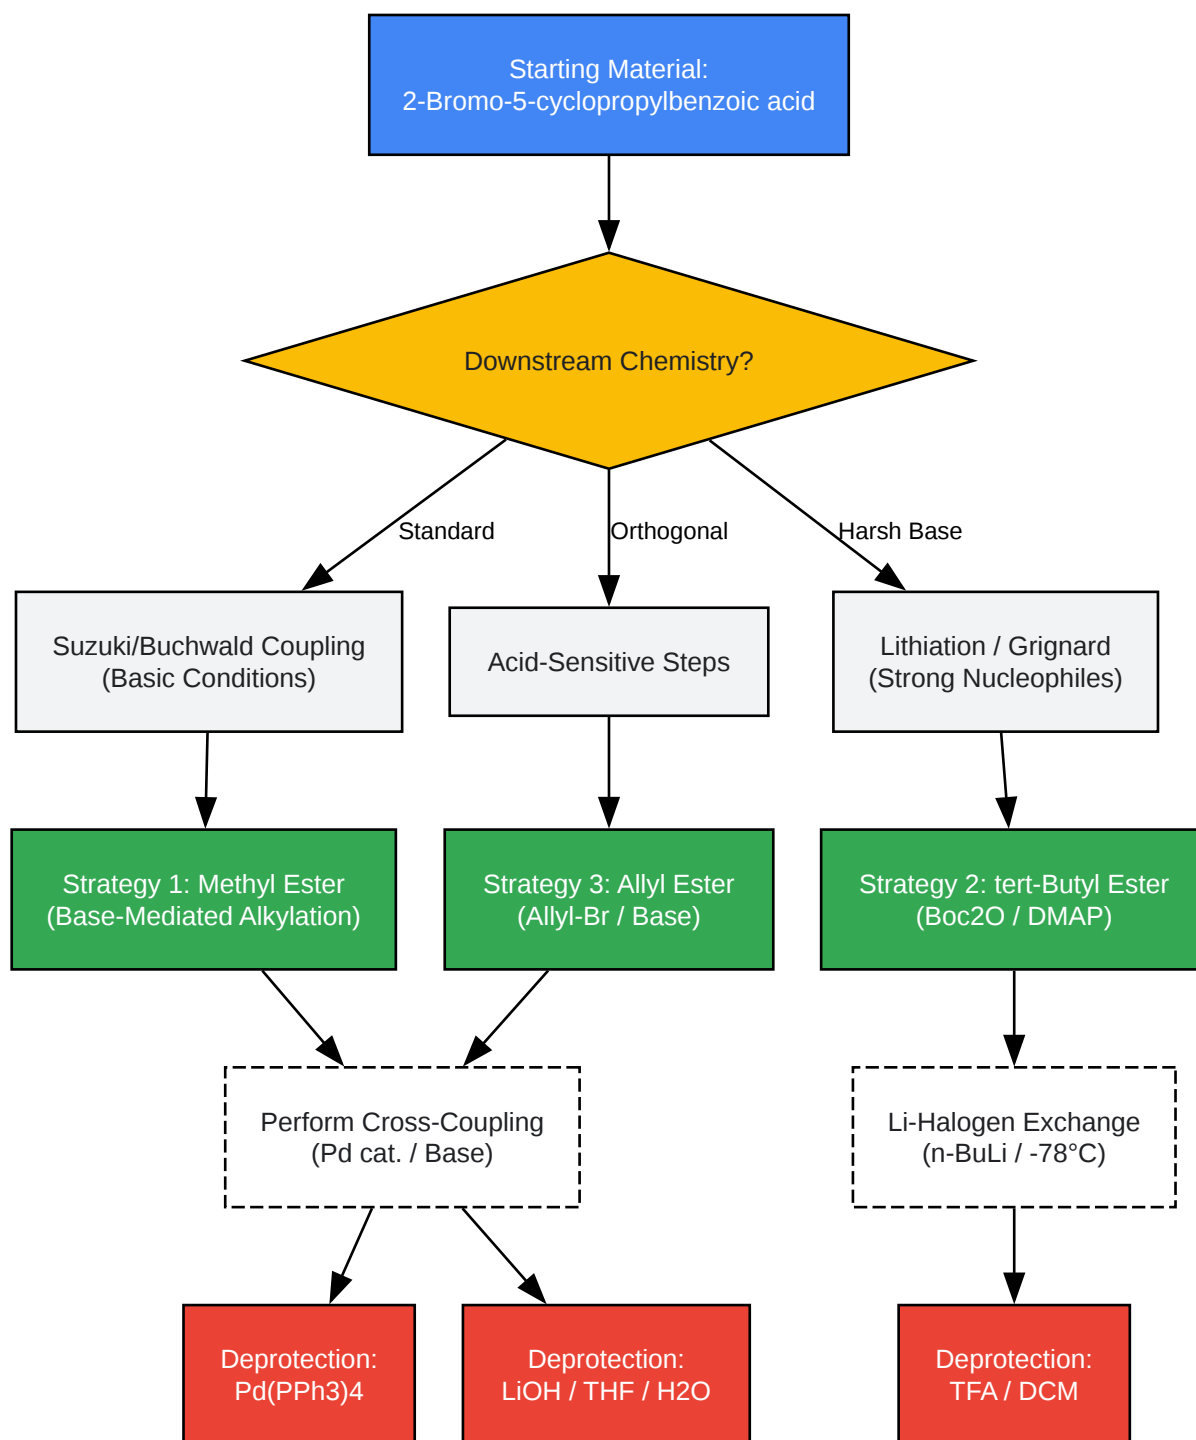 Starting Material:
2-Bromo-5-cyclopropylbenzoic acid
Downstream Chemistry?
Standard
Orthogonal
Harsh Base
Suzuki/Buchwald Coupling
(Basic Conditions)
Acid-Sensitive Steps
Lithiation / Grignard
(Strong Nucleophiles)
Strategy 1: Methyl Ester
(Base-Mediated Alkylation)
Strategy 3: Allyl Ester
(Allyl-Br / Base)
Strategy 2: tert-Butyl Ester
(Boc2O / DMAP)
Perform Cross-Coupling
(Pd cat. / Base)
Li-Halogen Exchange
(n-BuLi / -78°C)
Deprotection:
Pd(PPh3)4
Deprotection:
LiOH / THF / H2O
Deprotection:
TFA / DCM